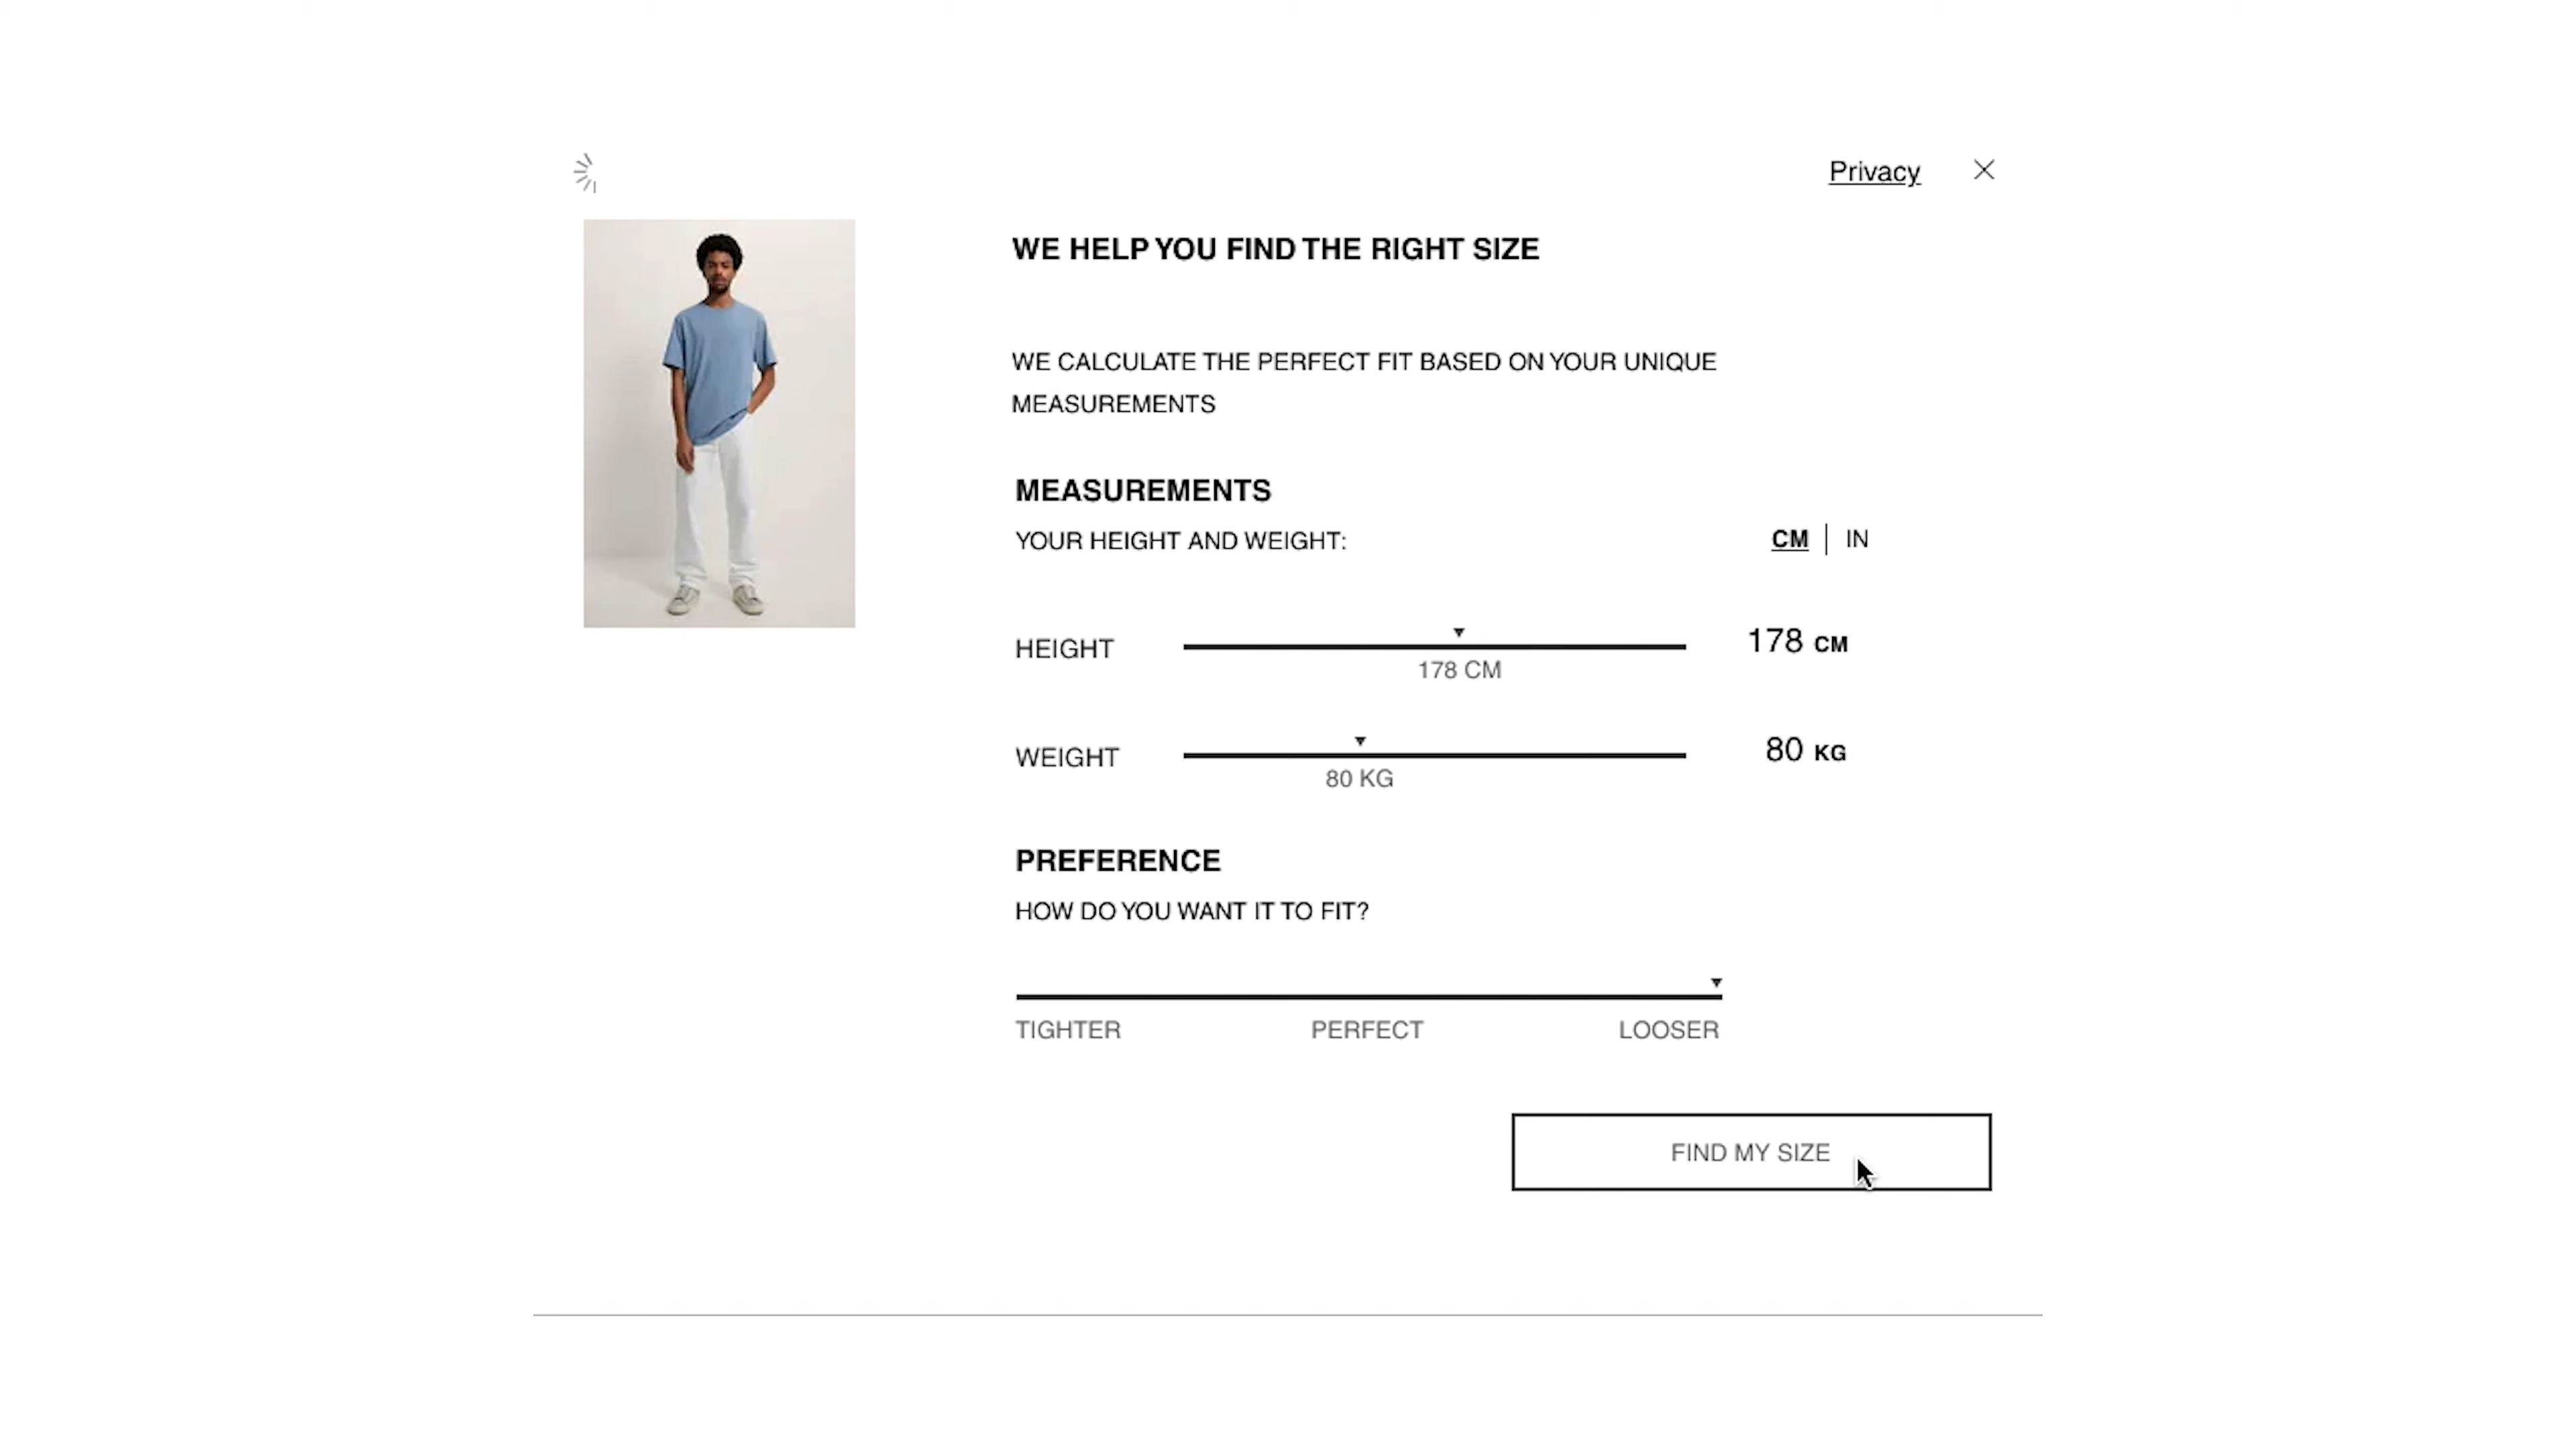 Privacy
WE HELP YOU FIND THE RIGHT SIZE
WE CALCULATE THE PERFECT FIT BASED ON YOUR UNIQUE
MEASUREMENTS
MEASUREMENTS
YOUR HEIGHT AND WEIGHT:
CM | IN
HEIGHT
178 CM
178 CM
WEIGHT
80 KG
80 KG
PREFERENCE
HOW DO YOU WANT IT TO FIT?
TIGHTER PERFECT LOOSER
FIND MY SIZE